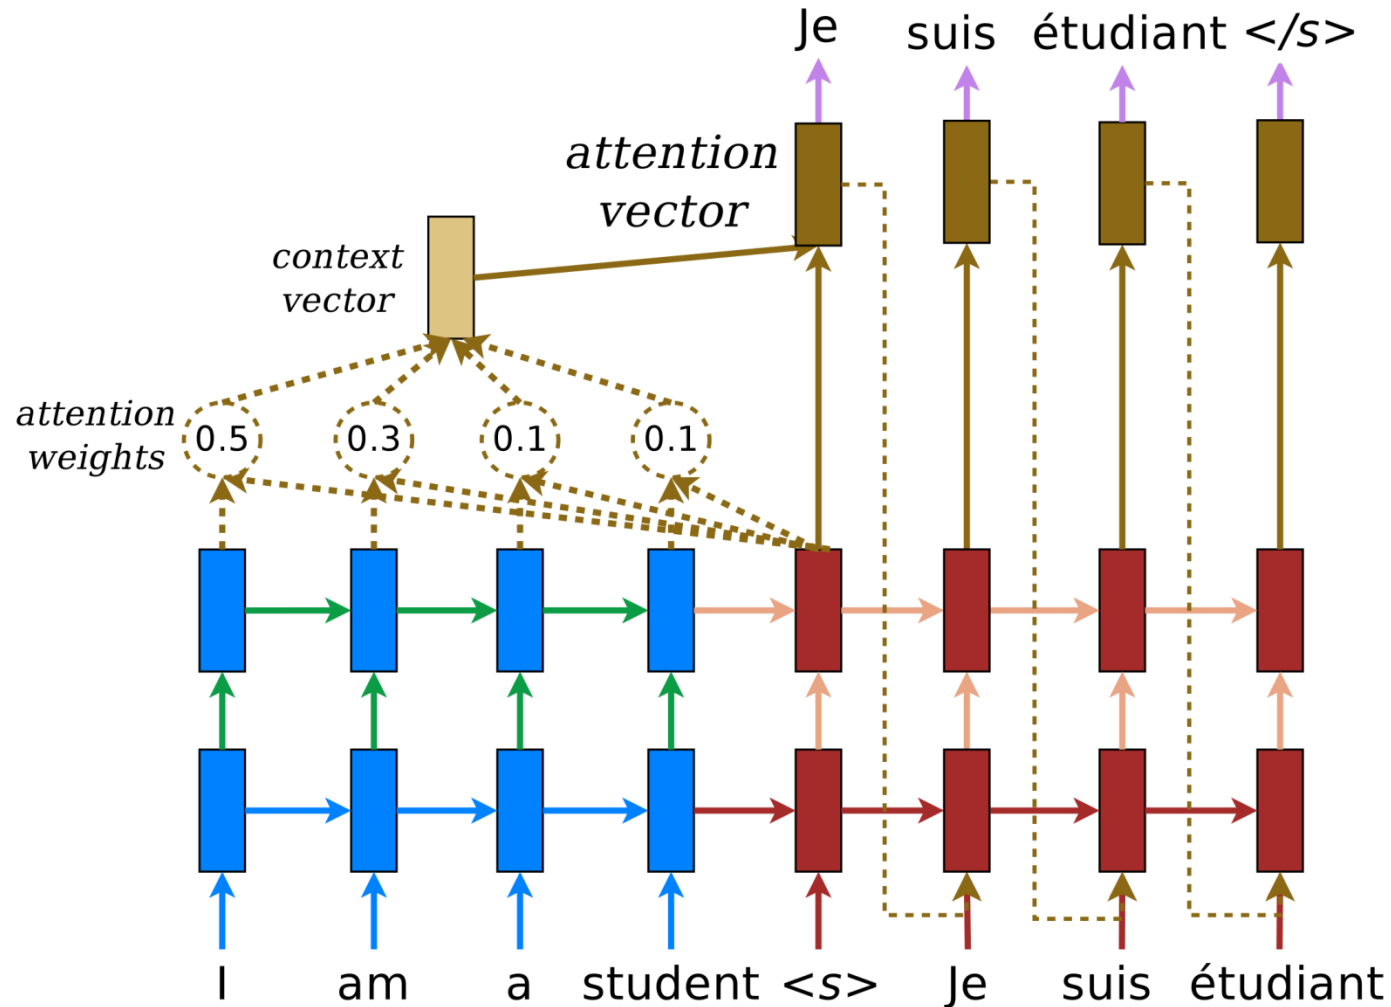 Je suis étudiant </s>
attention
vector
context
vector
attention
weights
0.5 0.3 0.1 0.1
I am a student <s> Je suis étudiant